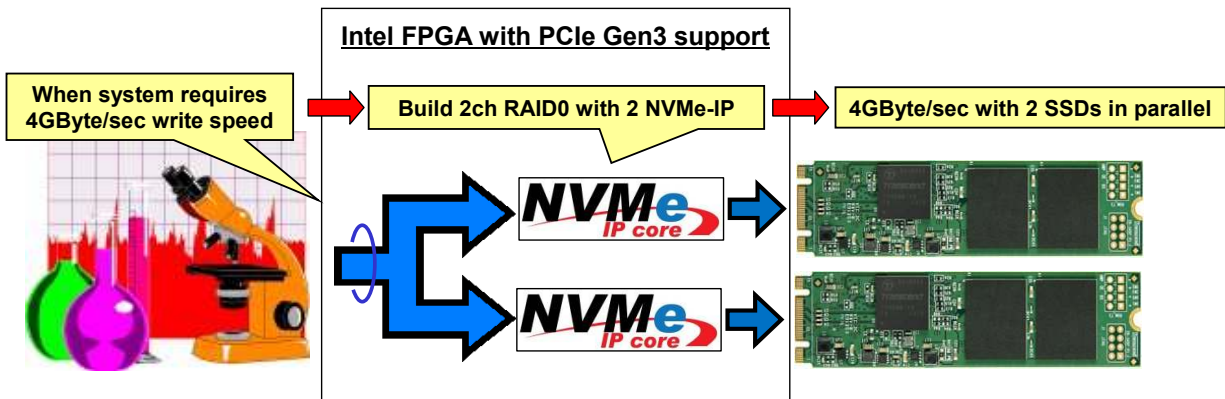 Intel FPGA with PCIe Gen3 support
When system requires
4GByte/sec write speed
Build 2ch RAID0 with 2 NVMe-IP
4GByte/sec with 2 SSDs in parallel
NVMe
IP core
NVMe
IP core